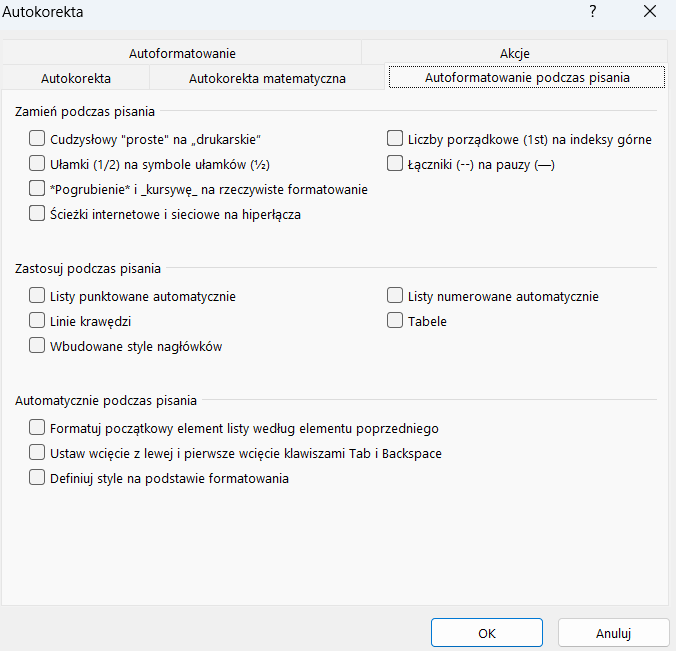 Autokorekta
?
Autoformatowanie
Akcje
Autokorekta
Autokorekta matematyczna
Autoformatowanie podczas pisania
Zamień podczas pisania
Cudzysłowy "proste" na „drukarskie“
Liczby porządkowe (1st) na indeksy górne
Ułamki (1/2) na symbole ułamków (½)
Łączniki (--) na pauzy (—)
*Pogrubienie* i _kursywę_ na rzeczywiste formatowanie
Ścieżki internetowe i sieciowe na hiperłącza
Zastosuj podczas pisania
Listy punktowane automatycznie
Listy numerowane automatycznie
Linie krawędzi
Tabele
Wbudowane style nagłówków
Automatycznie podczas pisania
Formatuj początkowy element listy według elementu poprzedniego
Ustaw wcięcie z lewej i pierwsze wcięcie klawiszami Tab i Backspace
Definiuj style na podstawie formatowania
OK
Anuluj